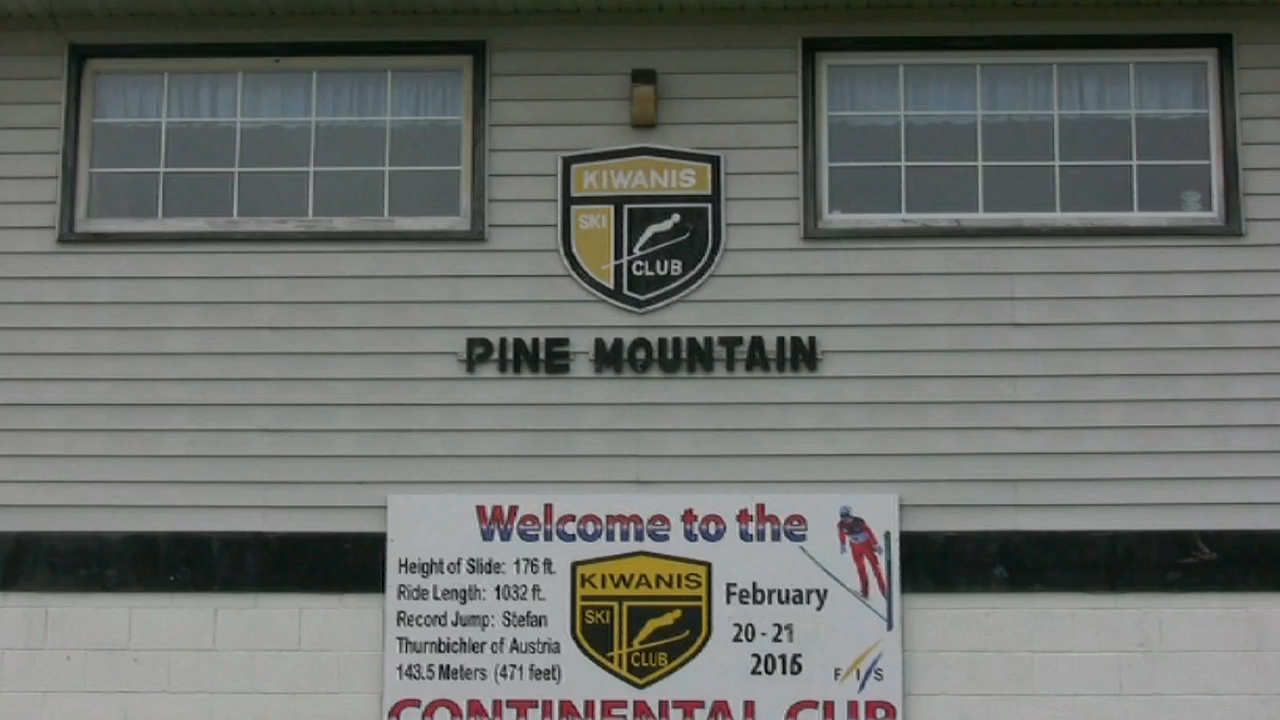 KIWANIS
SKI
CLUB
PINE MOUNTAIN
Welcome to the
Height of Slide: 176 ft.
Ride Length: 1032 ft.
Record Jump: Stefan
Thurnbichler of Austria
143.5 Meters (471 feet)
KIWANIS
SKI
CLUB
February
20 - 21
2015
FIS
CONTINENTAL CUP